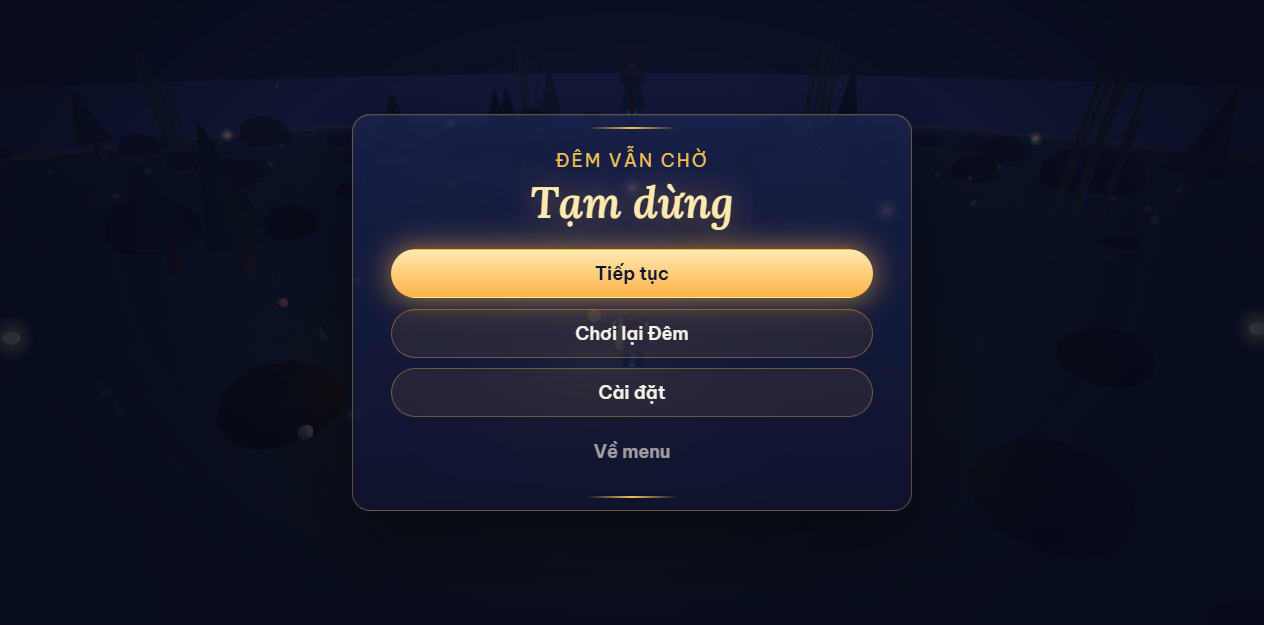 ĐÊM VẪN CHỜ
Tạm dừng
Tiếp tục
Chơi lại Đêm
Cài đặt
Về menu